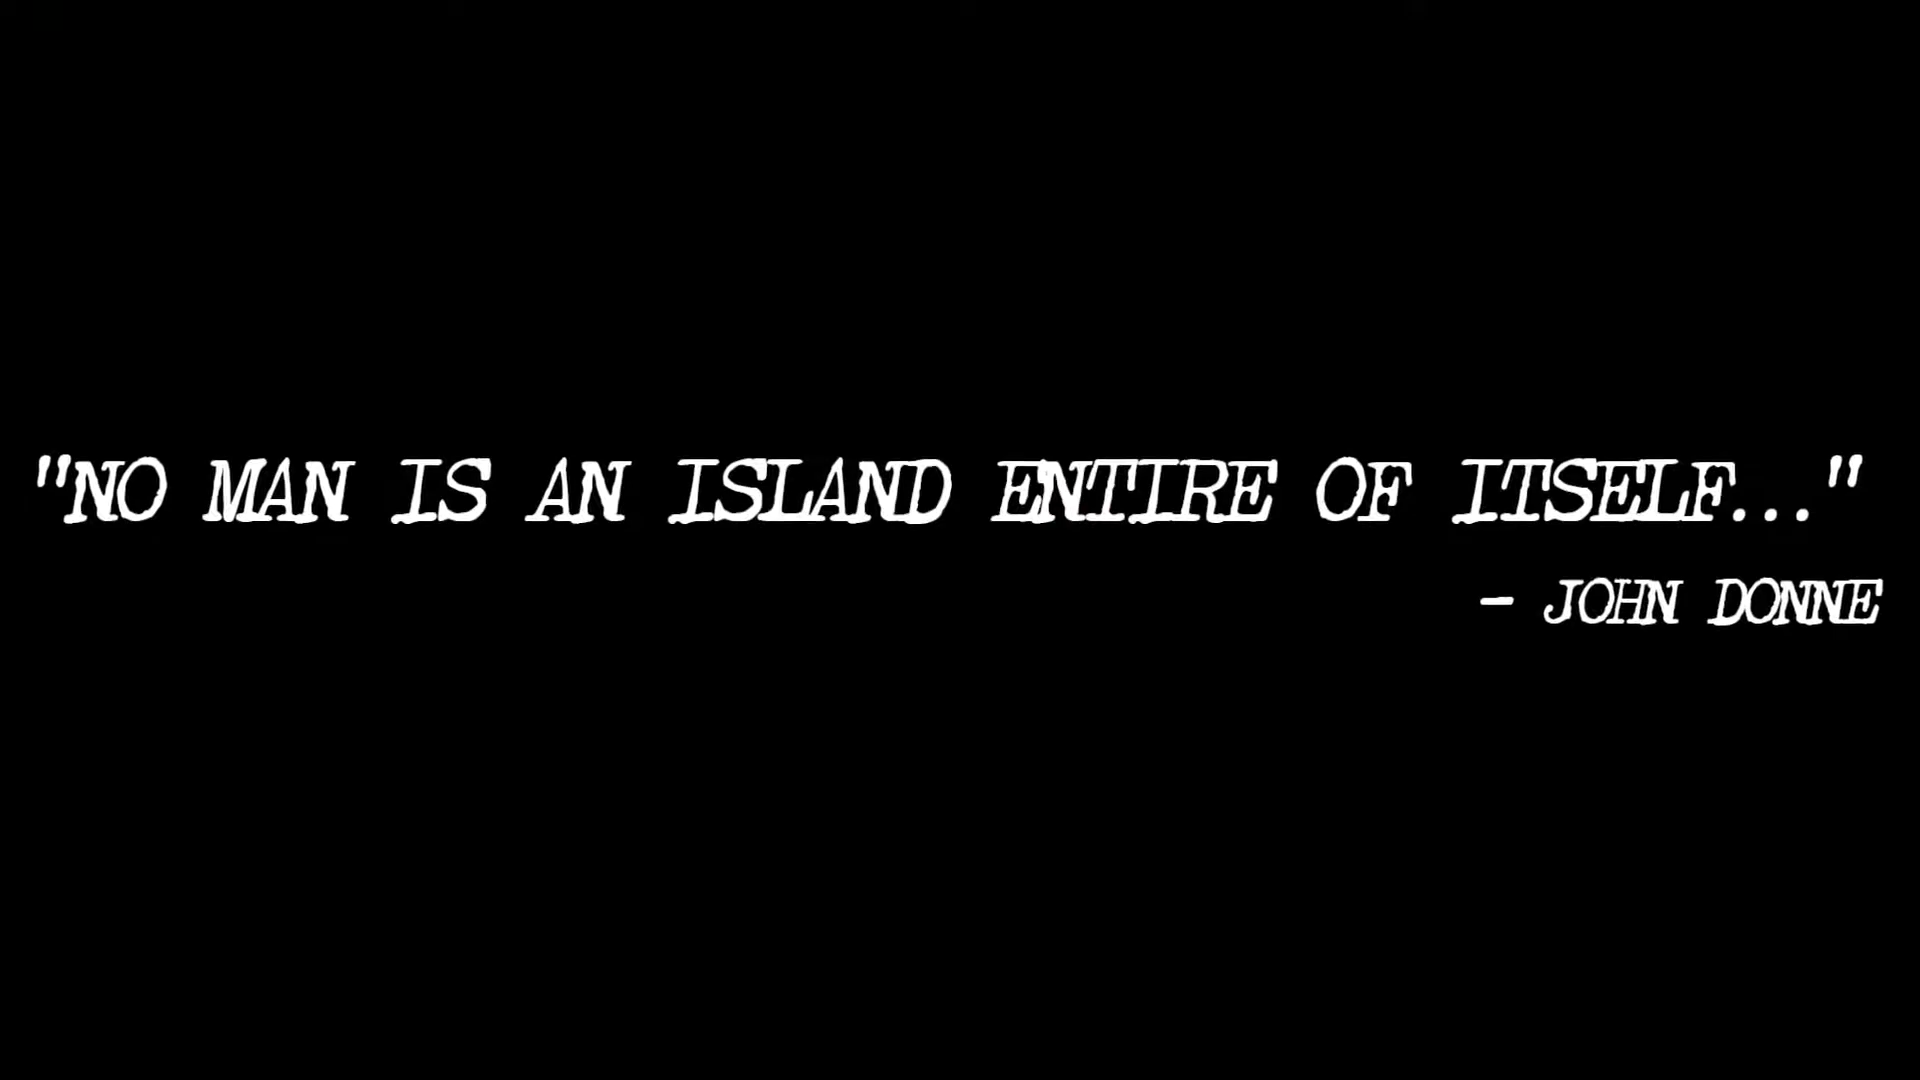 "NO MAN IS AN ISLAND ENTIRE OF ITSELF..."
- JOHN DONNE